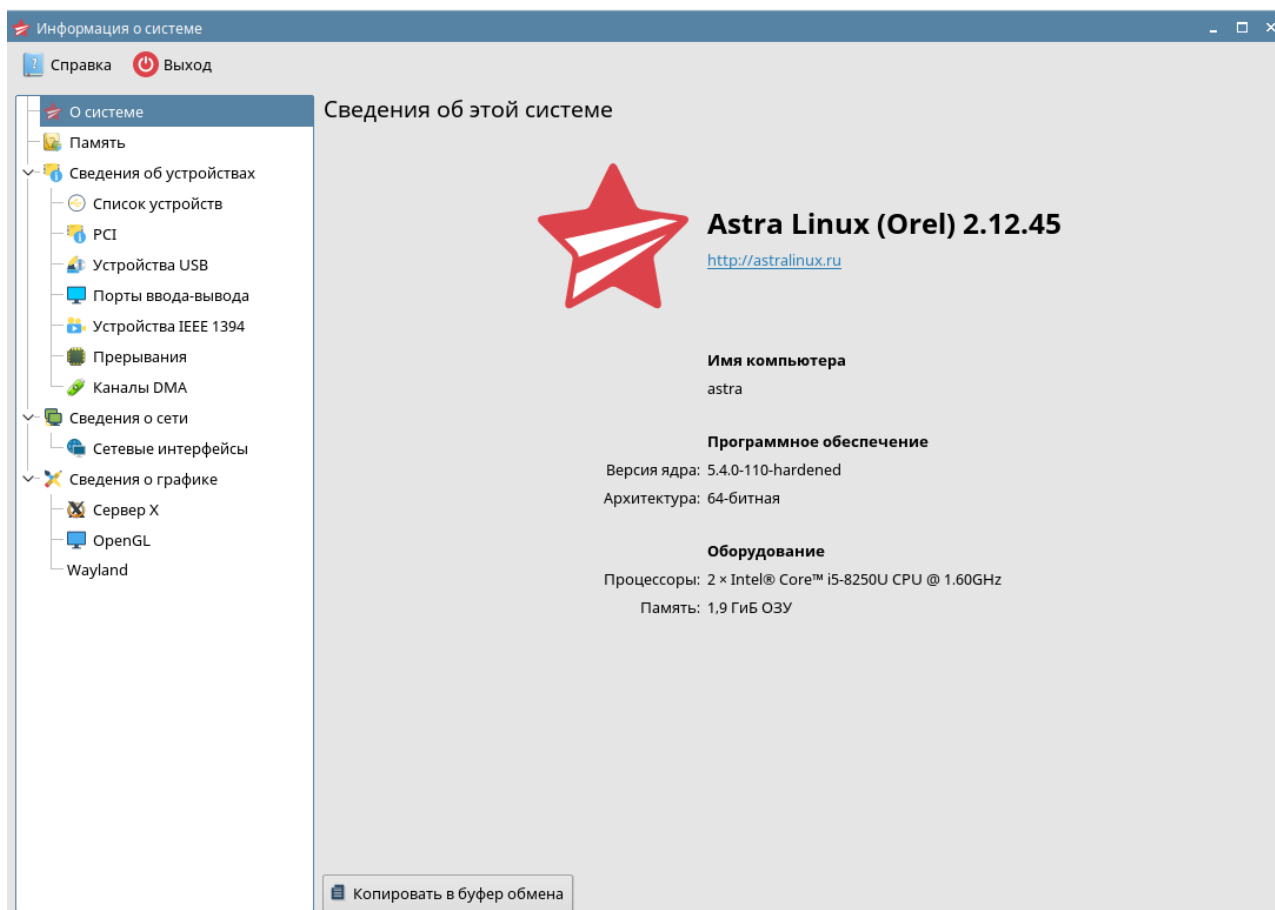 Информация о системе
Справка
Выход
О системе
Память
Сведения об устройствах
Список устройств
PCI
Устройства USB
Порты ввода-вывода
Устройства IEEE 1394
Прерывания
Каналы DMA
Сведения о сети
Сетевые интерфейсы
Сведения о графике
Сервер X
OpenGL
Wayland
Сведения об этой системе
Astra Linux (Orel) 2.12.45
http://astralinux.ru
Имя компьютера
astra
Программное обеспечение
Версия ядра: 5.4.0-110-hardened
Архитектура: 64-битная
Оборудование
Процессоры: 2 × Intel® Core™ i5-8250U CPU @ 1.60GHz
Память: 1,9 ГиБ ОЗУ
Копировать в буфер обмена